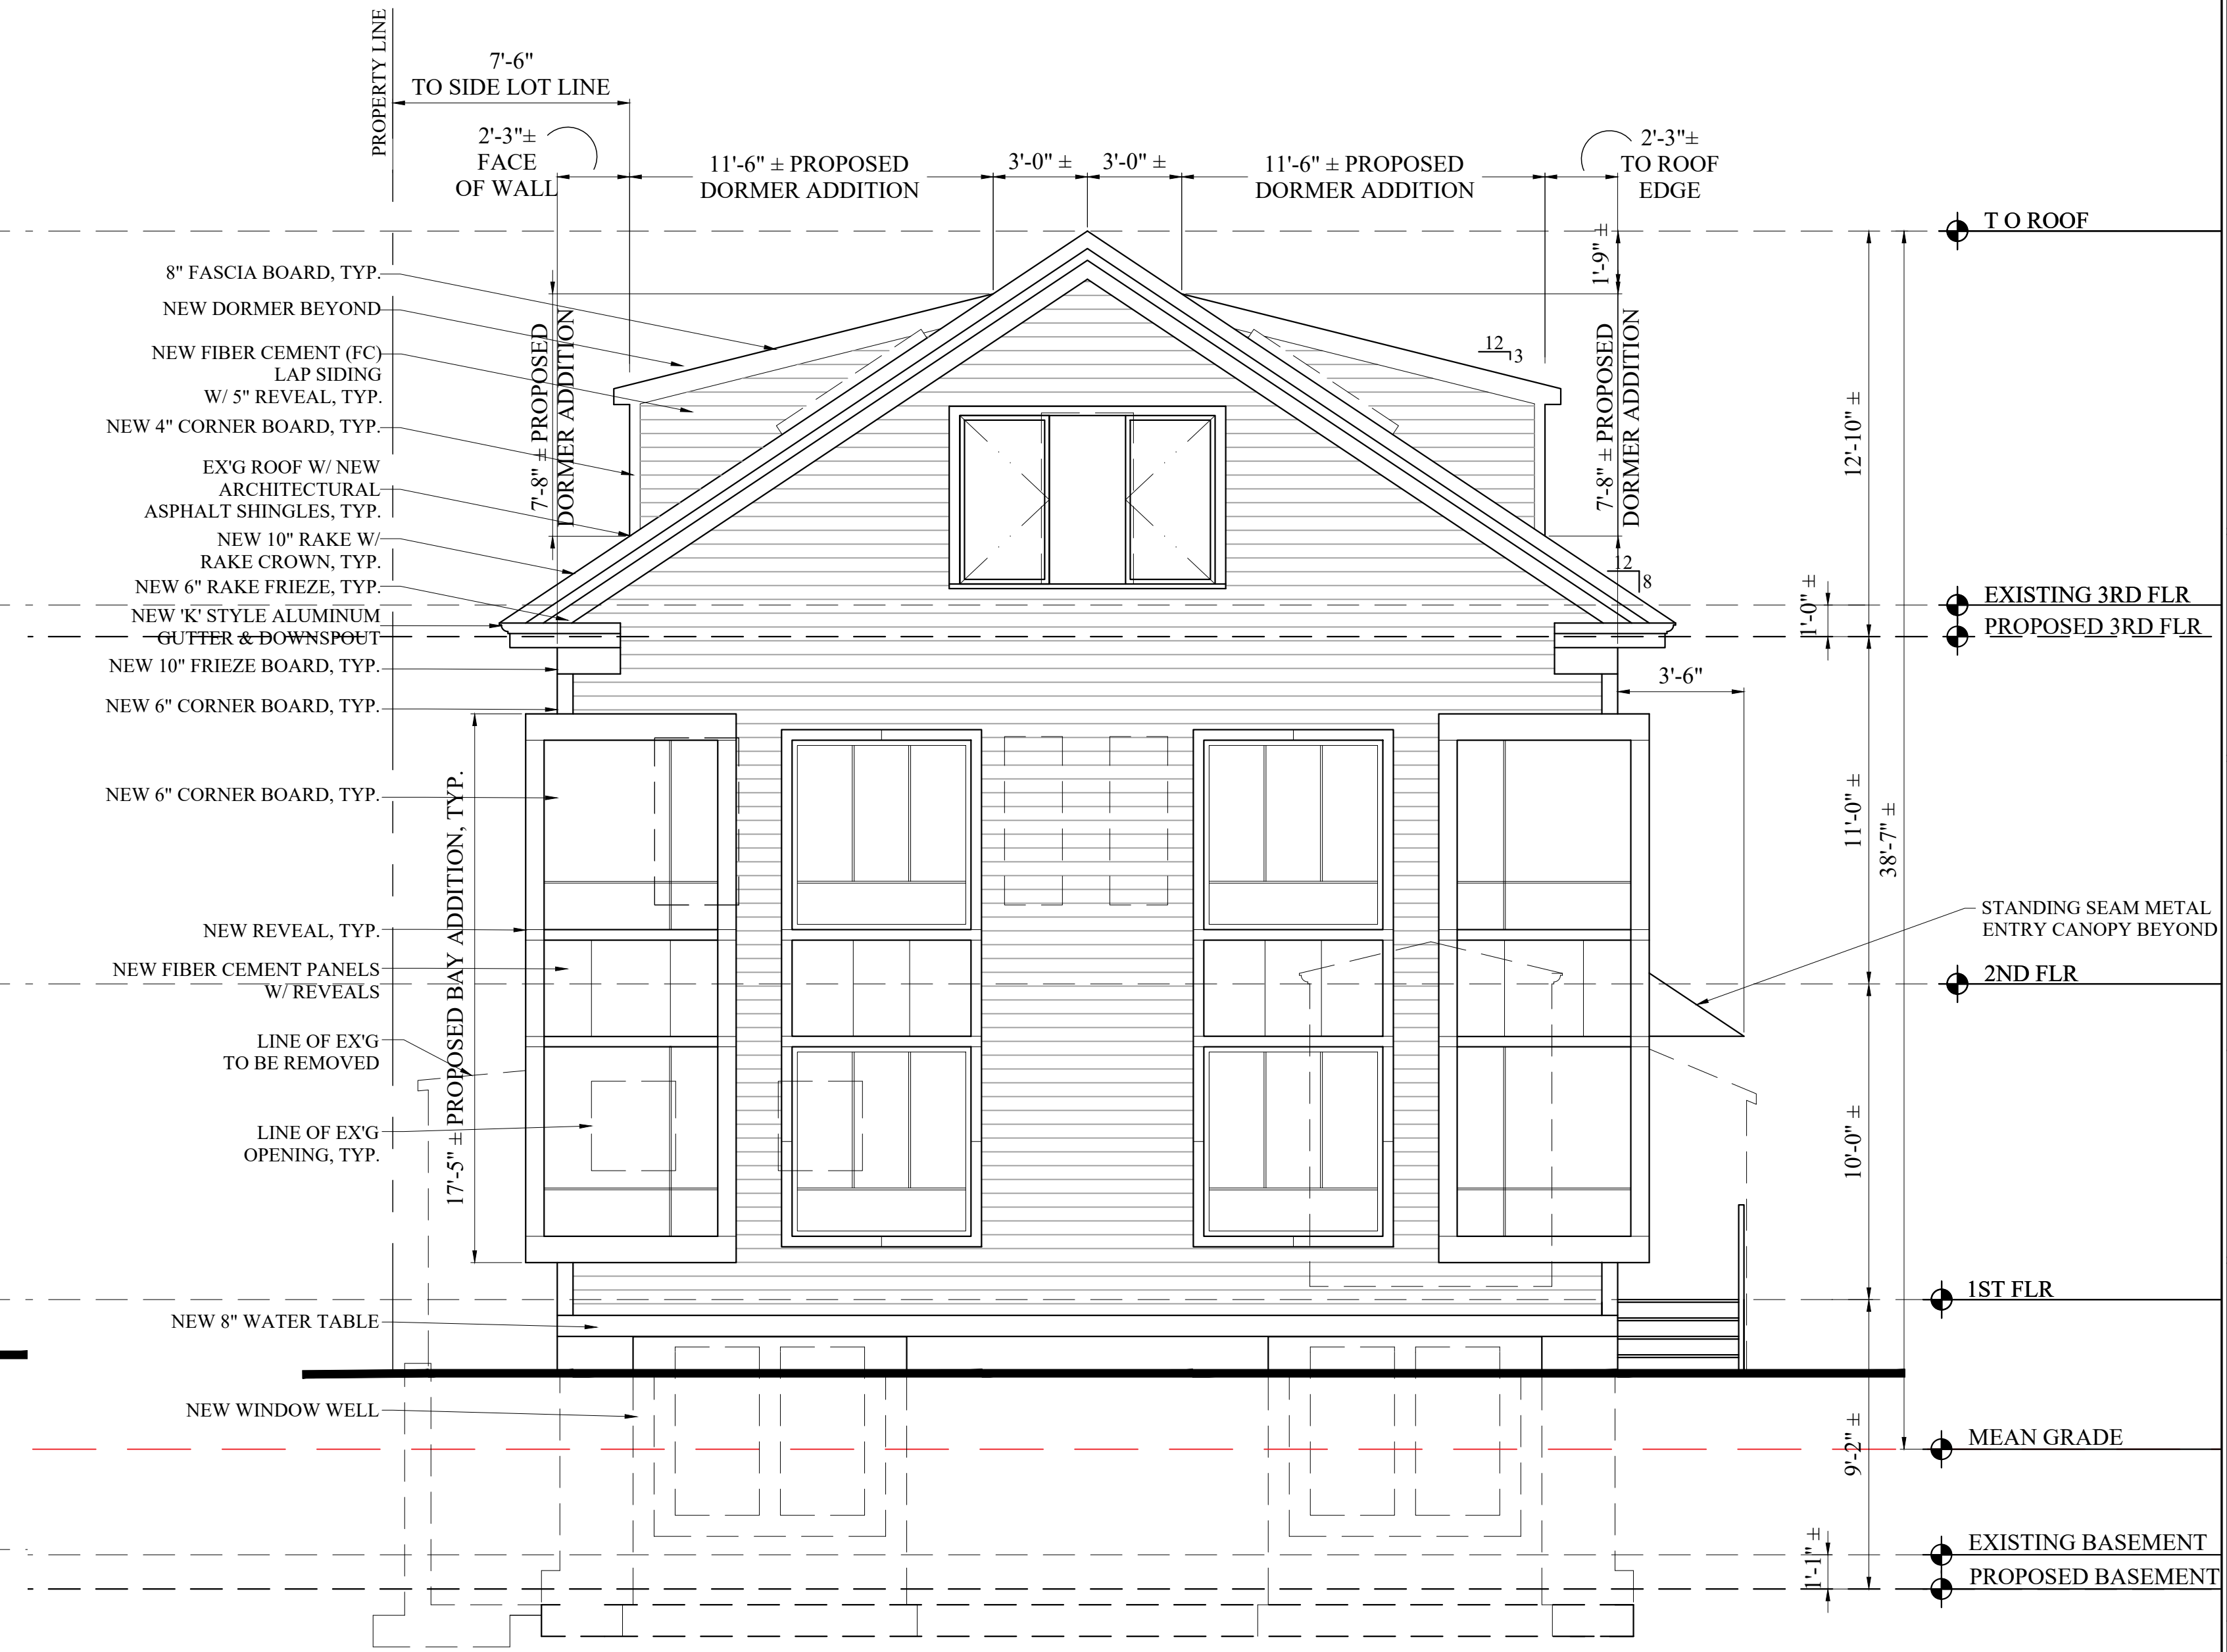 PROPERTY LINE
7'-6"
TO SIDE LOT LINE
2'-3"±
FACE
OF WALL
11'-6" ± PROPOSED
DORMER ADDITION
3'-0" ±
3'-0" ±
11'-6" ± PROPOSED
DORMER ADDITION
2'-3"±
TO ROOF
EDGE
T O ROOF
1'-9" ±
8" FASCIA BOARD, TYP.
NEW DORMER BEYOND
NEW FIBER CEMENT (FC)
LAP SIDING
W/ 5" REVEAL, TYP.
NEW 4" CORNER BOARD, TYP.
EX'G ROOF W/ NEW
ARCHITECTURAL
ASPHALT SHINGLES, TYP.
NEW 10" RAKE W/
RAKE CROWN, TYP.
NEW 6" RAKE FRIEZE, TYP.
NEW 'K' STYLE ALUMINUM
GUTTER & DOWNSPOUT
NEW 10" FRIEZE BOARD, TYP.
NEW 6" CORNER BOARD, TYP.
NEW 6" CORNER BOARD, TYP.
NEW REVEAL, TYP.
NEW FIBER CEMENT PANELS
W/ REVEALS
LINE OF EX'G
TO BE REMOVED
LINE OF EX'G
OPENING, TYP.
NEW 8" WATER TABLE
NEW WINDOW WELL
7'-8" ± PROPOSED
DORMER ADDITION
17'-5" ± PROPOSED BAY ADDITION, TYP.
12
3
7'-8" ± PROPOSED
DORMER ADDITION
12
8
12'-10" ±
1'-0" ±
EXISTING 3RD FLR
PROPOSED 3RD FLR
3'-6"
11'-0" ±
38'-7" ±
STANDING SEAM METAL
ENTRY CANOPY BEYOND
2ND FLR
10'-0" ±
1ST FLR
9'-2" ±
MEAN GRADE
1'-1" ±
EXISTING BASEMENT
PROPOSED BASEMENT